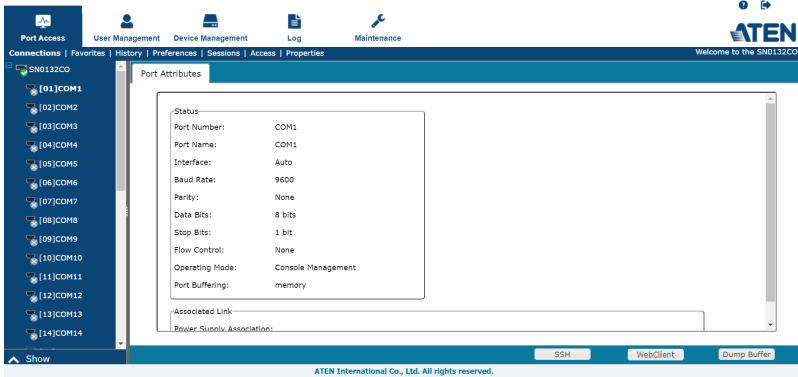 Port Access
User Management
Device Management
Log
Maintenance
ATEN
Connections | Favorites | History | Preferences | Sessions | Access | Properties
Welcome to the SN0132CO
SN0132CO
[01]COM1
[02]COM2
[03]COM3
[04]COM4
[05]COM5
[06]COM6
[07]COM7
[08]COM8
[09]COM9
[10]COM10
[11]COM11
[12]COM12
[13]COM13
[14]COM14
Show
Port Attributes
Status
Port Number: COM1
Port Name: COM1
Interface: Auto
Baud Rate: 9600
Parity: None
Data Bits: 8 bits
Stop Bits: 1 bit
Flow Control: None
Operating Mode: Console Management
Port Buffering: memory
Associated Link
Power Supply Association:
SSH
WebClient
Dump Buffer
ATEN International Co., Ltd. All rights reserved.